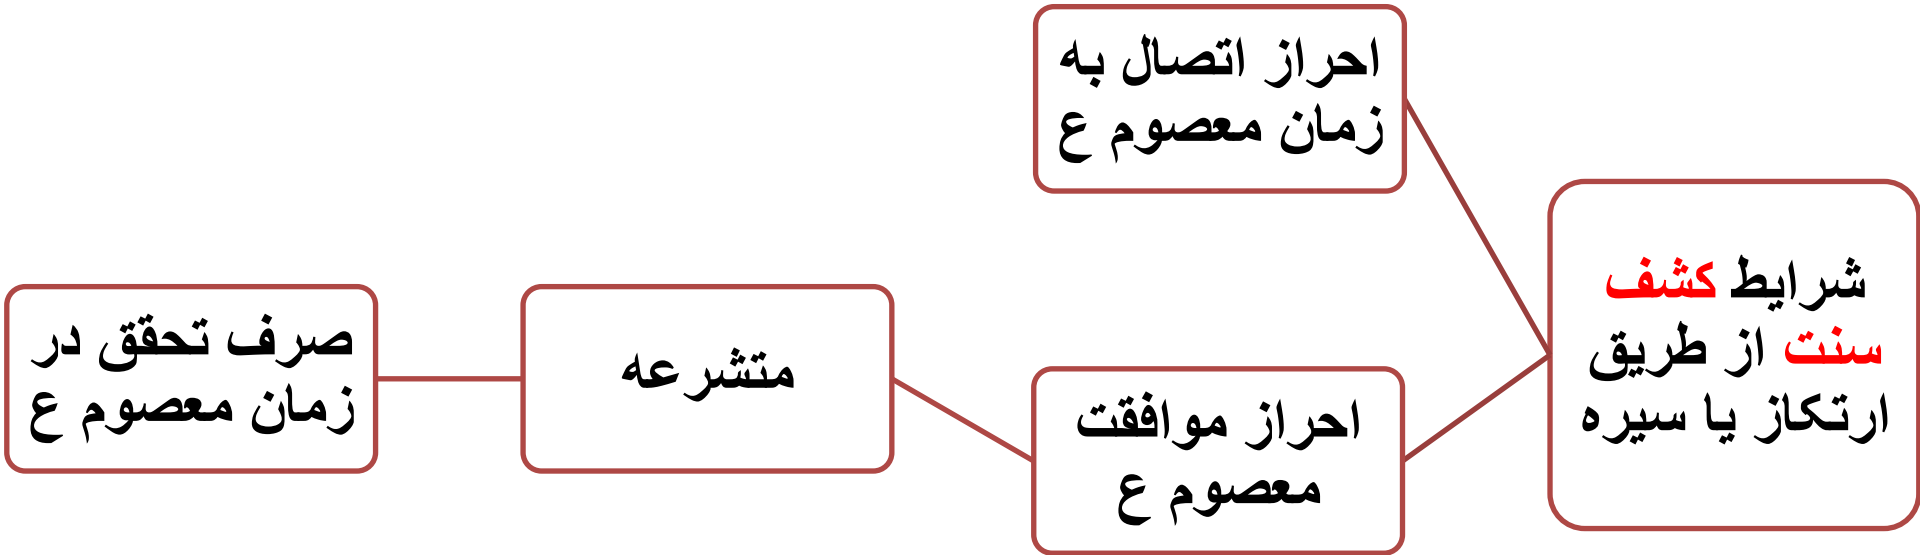 شرایط کشف
سنت از طریق
ارتکاز یا سیره
احراز اتصال به
زمان معصوم ع
احراز موافقت
معصوم ع
متشرعه
صرف تحقق در
زمان معصوم ع